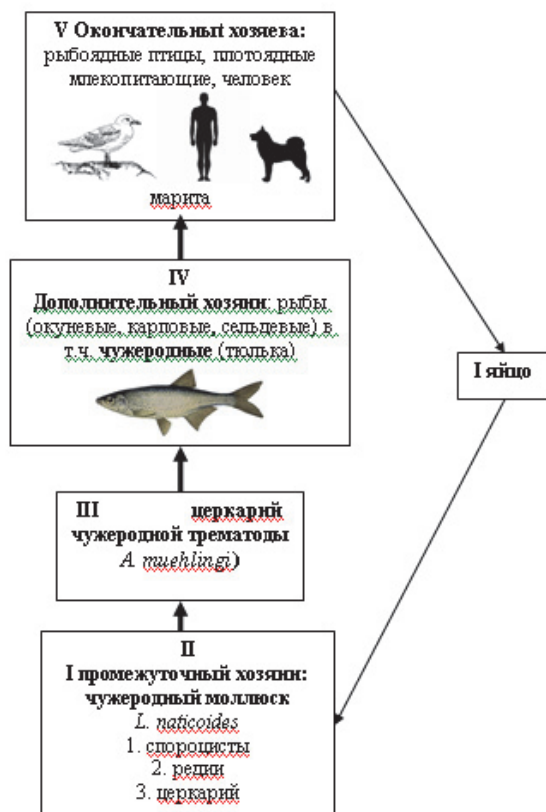 V Окончательныt хозяева:
рыбоядные птицы, плотоядные
млекопитающие, человек
марита
IV
Дополнительный хозяин: рыбы
(окуневые, карповые, сельдевые) в
т.ч. чужеродные (тюлька)
I яйцо
III церкарий
чужеродной трематоды
A. muehlingi)
II
I промежуточный хозяин:
чужеродный моллюск
L. naticoides
1. спороцисты
2. редии
3. церкарий